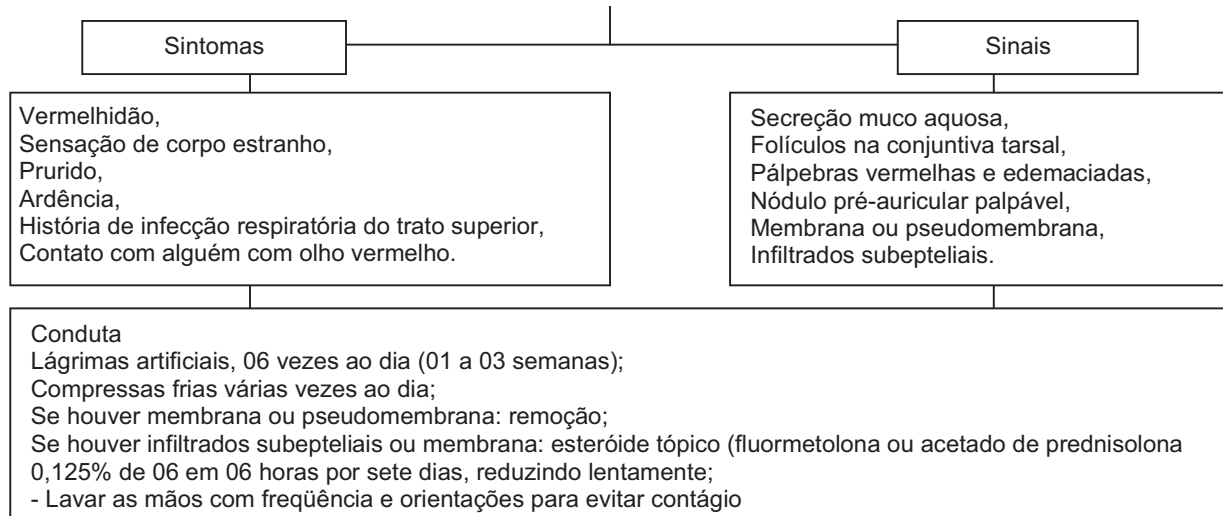 Sintomas
Sinais
Vermelhidão,
Sensação de corpo estranho,
Prurido,
Ardência,
História de infecção respiratória do trato superior,
Contato com alguém com olho vermelho.
Secreção muco aquosa,
Folículos na conjuntiva tarsal,
Pálpebras vermelhas e edemaciadas,
Nódulo pré-auricular palpável,
Membrana ou pseudomembrana,
Infiltrados subepteliais.
Conduta
Lágrimas artificiais, 06 vezes ao dia (01 a 03 semanas);
Compressas frias várias vezes ao dia;
Se houver membrana ou pseudomembrana: remoção;
Se houver infiltrados subepteliais ou membrana: esteróide tópico (fluormetolona ou acetado de prednisolona
0,125% de 06 em 06 horas por sete dias, reduzindo lentamente;
- Lavar as mãos com freqüência e orientações para evitar contágio